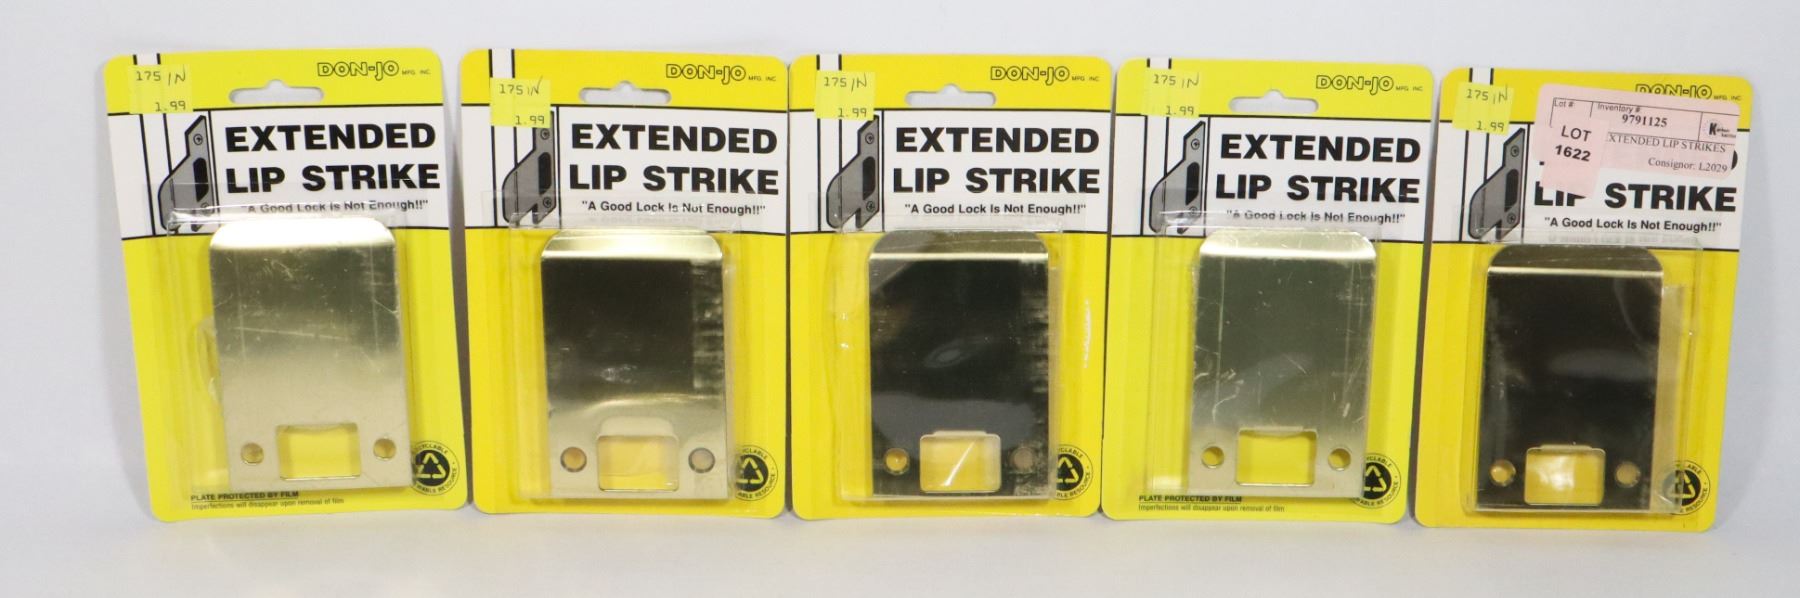 175 IN
1.99
DON-JO MFG. INC.
EXTENDED
LIP STRIKE
"A Good Lock Is Not Enough!!"
PLATE PROTECTED BY FILM
Imperfections will disappear upon removal of film
175 IN
1.99
DON-JO MFG. INC.
EXTENDED
LIP STRIKE
"A Good Lock Is Not Enough!!"
175 IN
1.99
DON-JO MFG. INC.
EXTENDED
LIP STRIKE
"A Good Lock Is Not Enough!!"
175 IN
1.99
DON-JO MFG. INC.
EXTENDED
LIP STRIKE
"A Good Lock Is Not Enough!!"
PLATE PROTECTED BY FILM
Imperfections will disappear upon removal of film
175 IN
1.99
DON-JO MFG. INC.
Lot #:
Inventory #:
9791125
LOT
1622
EXTENDED LIP STRIKES
Consignor: L2029
LIP STRIKE
"A Good Lock Is Not Enough!!"